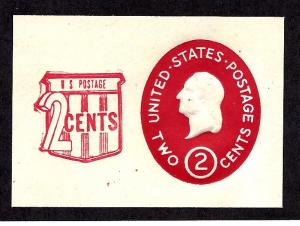 U S POSTAGE
2 CENTS
UNITED·STATES·POSTAGE
TWO 2 CENTS